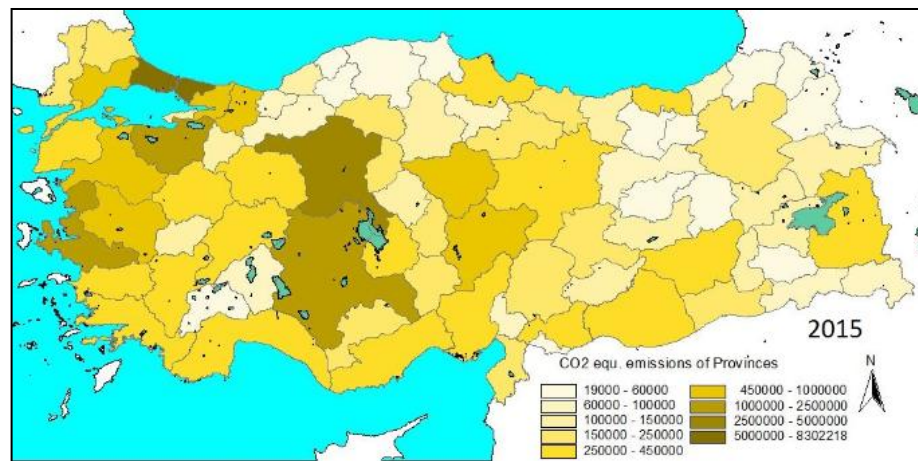 2015
CO2 equ. emissions of Provinces
N
19000 - 60000
60000 - 100000
100000 - 150000
150000 - 250000
250000 - 450000
450000 - 1000000
1000000 - 2500000
2500000 - 5000000
5000000 - 8302218